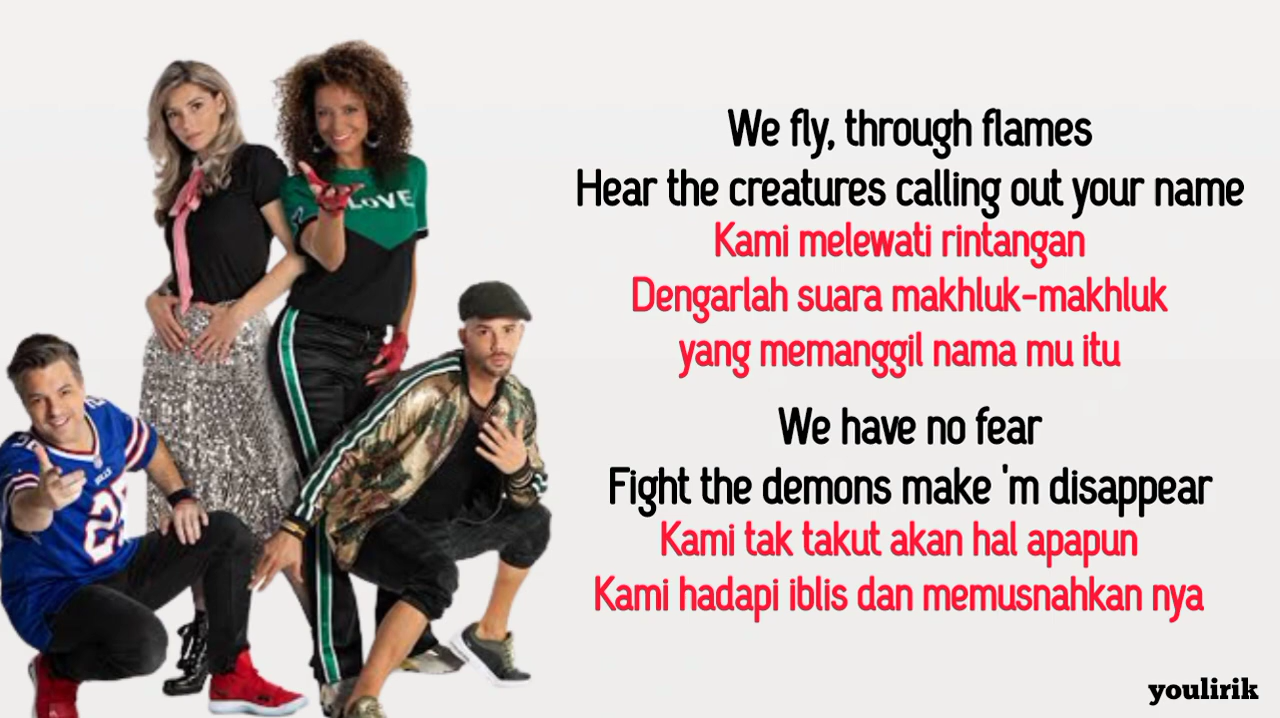 We fly, through flames
Hear the creatures calling out your name
Kami melewati rintangan
Dengarlah suara makhluk-makhluk
yang memanggil nama mu itu
We have no fear
Fight the demons make 'm disappear
Kami tak takut akan hal apapun
Kami hadapi iblis dan memusnahkan nya
LOVE
BILLS
youlirik